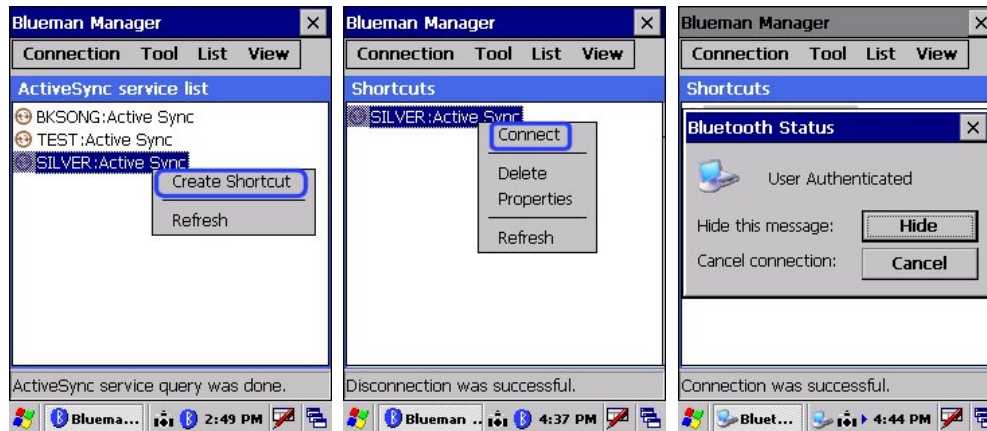 Blueman Manager
Connection Tool List View
ActiveSync service list
BKSONG:Active Sync
TEST:Active Sync
SILVER:Active Sync
Create Shortcut
Refresh
ActiveSync service query was done.
Bluema... 2:49 PM
Blueman Manager
Connection Tool List View
Shortcuts
SILVER:Active Sync
Connect
Delete
Properties
Refresh
Disconnection was successful.
Blueman .. 4:37 PM
Blueman Manager
Connection Tool List View
Shortcuts
Bluetooth Status
User Authenticated
Hide this message: Hide
Cancel connection: Cancel
Connection was successful.
Bluet... 4:44 PM